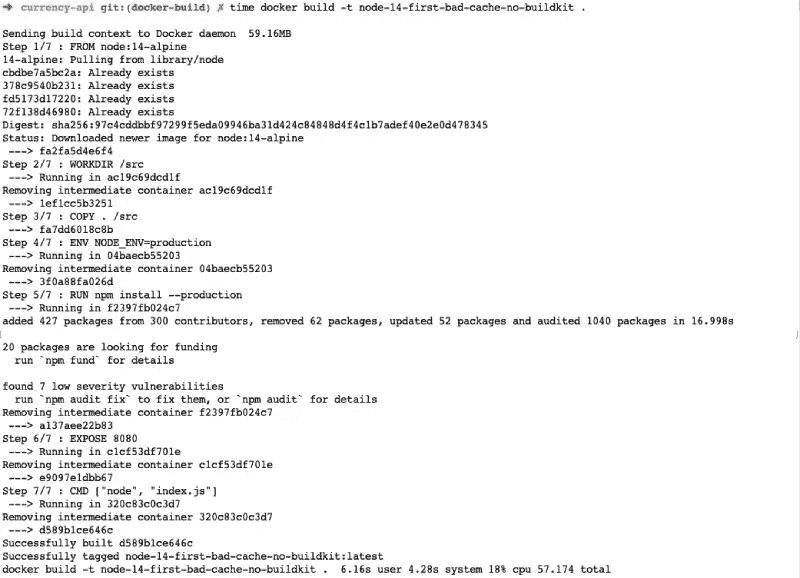 ➜ currency-api git:(docker-build) ✗ time docker build -t node-14-first-bad-cache-no-buildkit .
Sending build context to Docker daemon 59.16MB
Step 1/7 : FROM node:14-alpine
14-alpine: Pulling from library/node
cbdbe7a5bc2a: Already exists
378c9540b231: Already exists
fd5173d17220: Already exists
72f138d46980: Already exists
Digest: sha256:97c4cddbbf97299f5eda09946ba31d424c84848d4f4c1b7adef40e2e0d478345
Status: Downloaded newer image for node:14-alpine
---> fa2fa5d4e6f4
Step 2/7 : WORKDIR /src
---> Running in ac19c69dcd1f
Removing intermediate container ac19c69dcd1f
---> 1ef1cc5b3251
Step 3/7 : COPY . /src
---> fa7dd6018c8b
Step 4/7 : ENV NODE_ENV=production
---> Running in 04baecb55203
Removing intermediate container 04baecb55203
---> 3f0a88fa026d
Step 5/7 : RUN npm install --production
---> Running in f2397fb024c7
added 427 packages from 300 contributors, removed 62 packages, updated 52 packages and audited 1040 packages in 16.998s
20 packages are looking for funding
run `npm fund` for details
found 7 low severity vulnerabilities
run `npm audit fix` to fix them, or `npm audit` for details
Removing intermediate container f2397fb024c7
---> a137aee22b83
Step 6/7 : EXPOSE 8080
---> Running in c1cf53df701e
Removing intermediate container c1cf53df701e
---> e9097e1dbb67
Step 7/7 : CMD ["node", "index.js"]
---> Running in 320c83c0c3d7
Removing intermediate container 320c83c0c3d7
---> d589b1ce646c
Successfully built d589b1ce646c
Successfully tagged node-14-first-bad-cache-no-buildkit:latest
docker build -t node-14-first-bad-cache-no-buildkit . 6.16s user 4.28s system 18% cpu 57.174 total